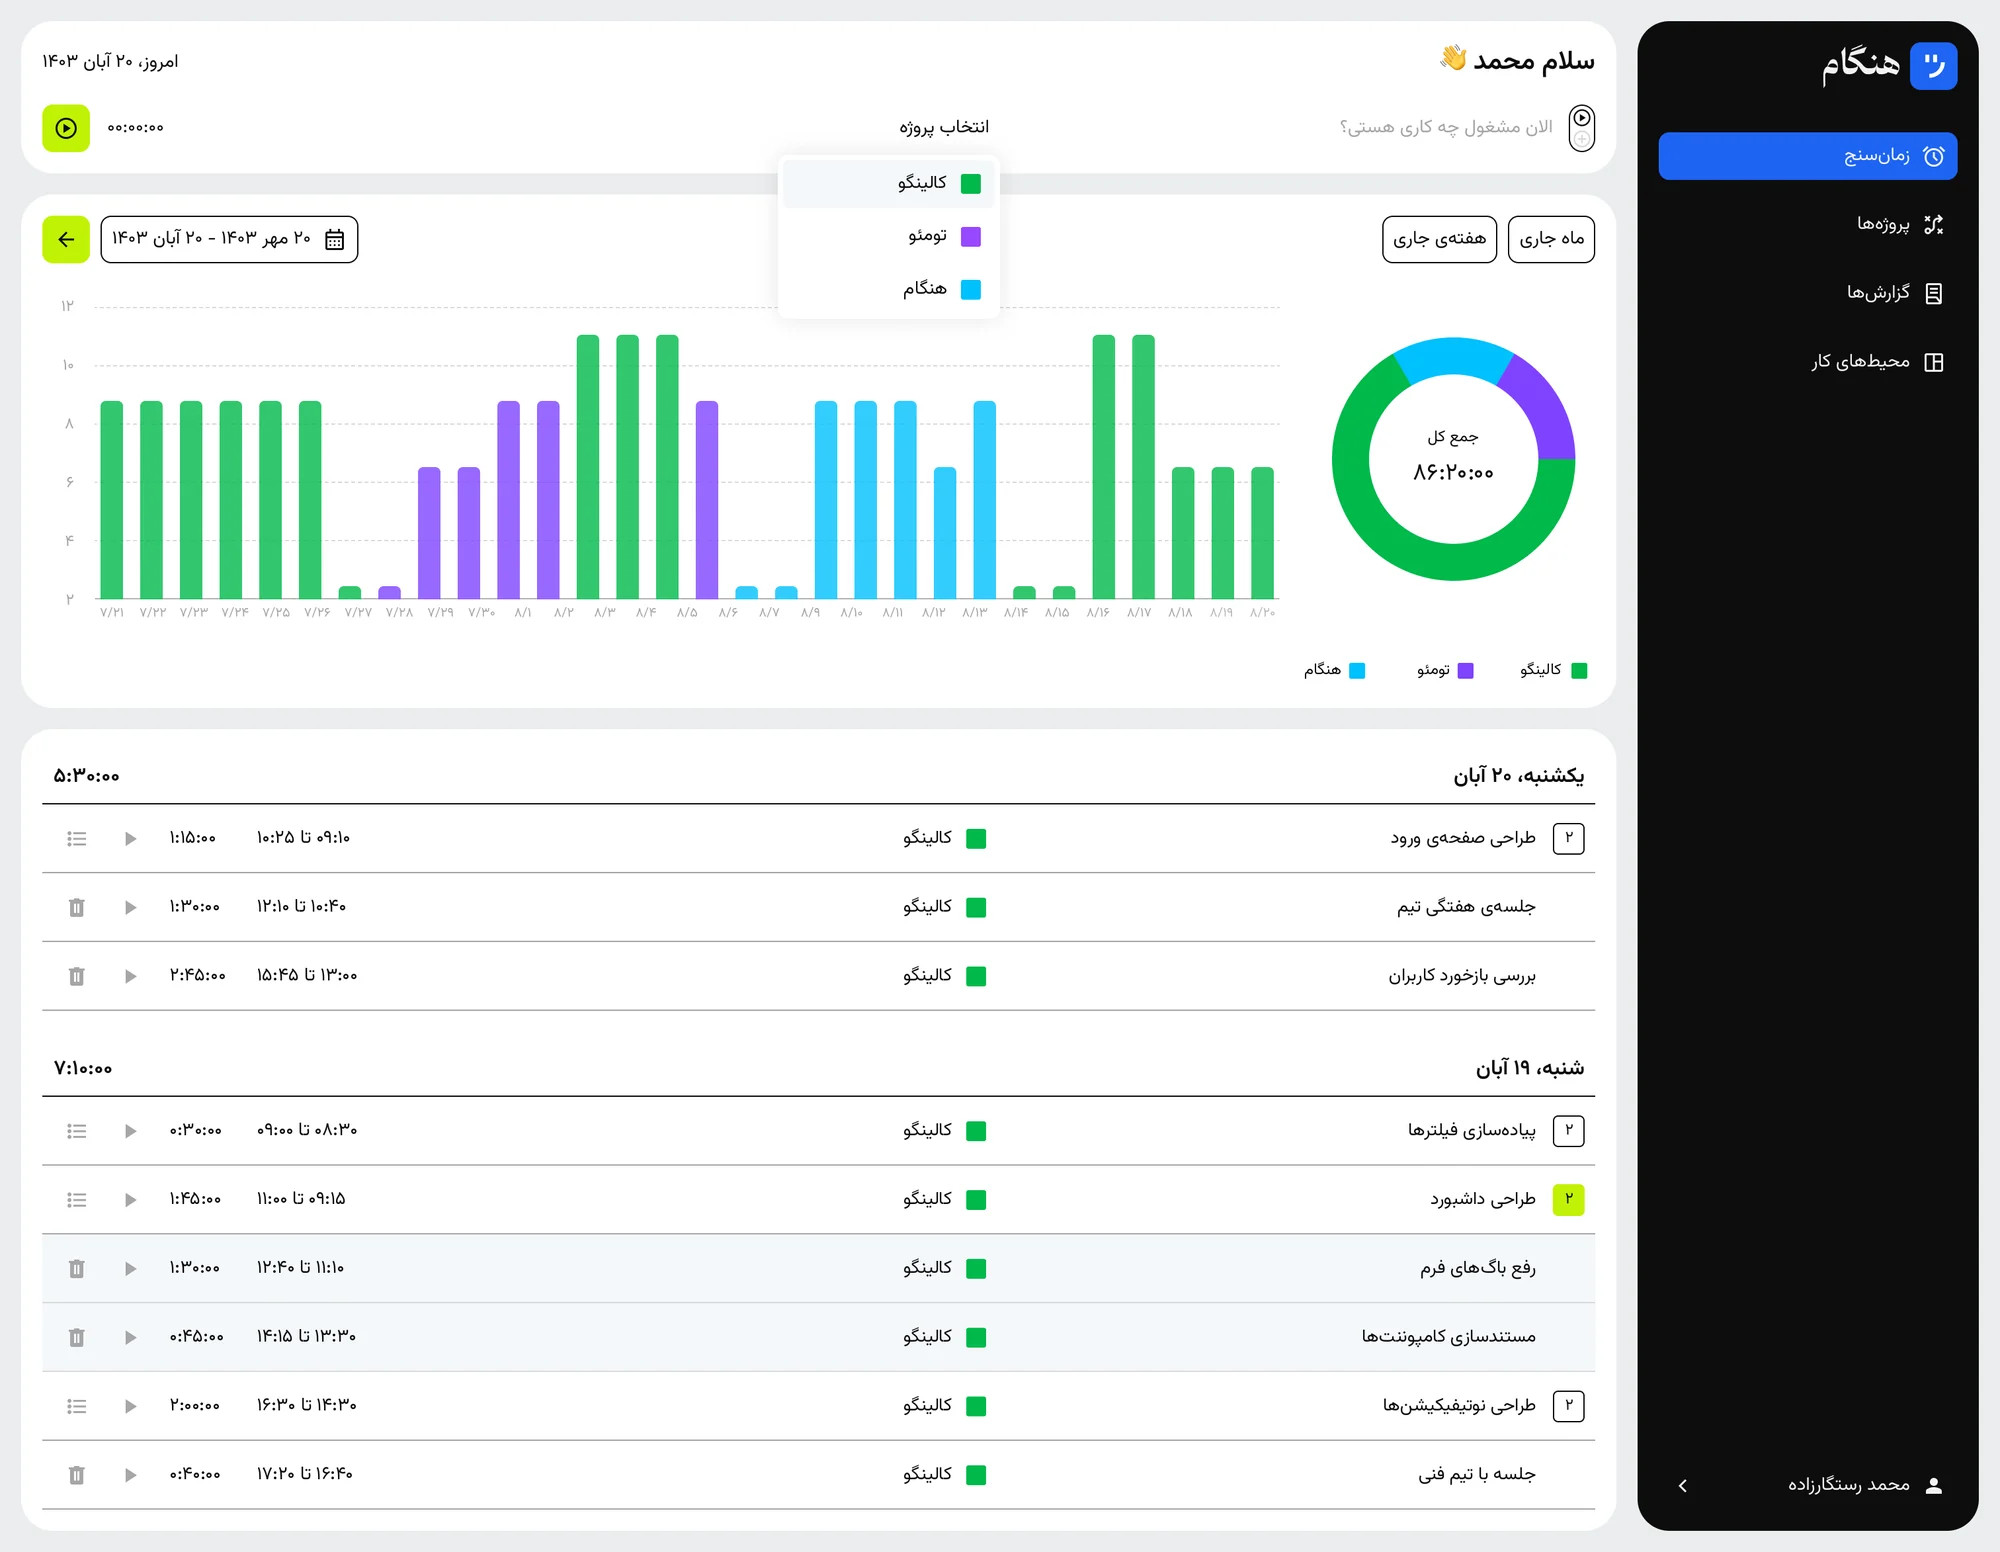 هنگام
زمان‌سنج
پروژه‌ها
گزارش‌ها
محیط‌های کار
محمد رستگارزاده
سلام محمد 👋
امروز، ۲۰ آبان ۱۴۰۳
الان مشغول چه کاری هستی؟
انتخاب پروژه
۰۰:۰۰:۰۰
کالینگو
تومئو
هنگام
ماه جاری
هفته‌ی جاری
۲۰ مهر ۱۴۰۳ - ۲۰ آبان ۱۴۰۳
جمع کل
۸۶:۲۰:۰۰
۱۲
۱۰
۸
۶
۴
۲
۷/۲۱ ۷/۲۲ ۷/۲۳ ۷/۲۴ ۷/۲۵ ۷/۲۶ ۷/۲۷ ۷/۲۸ ۷/۲۹ ۷/۳۰ ۸/۱ ۸/۲ ۸/۳ ۸/۴ ۸/۵ ۸/۶ ۸/۷ ۸/۹ ۸/۱۰ ۸/۱۱ ۸/۱۲ ۸/۱۳ ۸/۱۴ ۸/۱۵ ۸/۱۶ ۸/۱۷ ۸/۱۸ ۸/۱۹ ۸/۲۰
کالینگو
تومئو
هنگام
یکشنبه، ۲۰ آبان ۵:۳۰:۰۰
۲ طراحی صفحه‌ی ورود کالینگو ۰۹:۱۰ تا ۱۰:۲۵ ۱:۱۵:۰۰
جلسه‌ی هفتگی تیم کالینگو ۱۰:۴۰ تا ۱۲:۱۰ ۱:۳۰:۰۰
بررسی بازخورد کاربران کالینگو ۱۳:۰۰ تا ۱۵:۴۵ ۲:۴۵:۰۰
شنبه، ۱۹ آبان ۷:۱۰:۰۰
۲ پیاده‌سازی فیلترها کالینگو ۰۸:۳۰ تا ۰۹:۰۰ ۰:۳۰:۰۰
۲ طراحی داشبورد کالینگو ۰۹:۱۵ تا ۱۱:۰۰ ۱:۴۵:۰۰
رفع باگ‌های فرم کالینگو ۱۱:۱۰ تا ۱۲:۴۰ ۱:۳۰:۰۰
مستندسازی کامپوننت‌ها کالینگو ۱۳:۳۰ تا ۱۴:۱۵ ۰:۴۵:۰۰
۲ طراحی نوتیفیکیشن‌ها کالینگو ۱۴:۳۰ تا ۱۶:۳۰ ۲:۰۰:۰۰
جلسه با تیم فنی کالینگو ۱۶:۴۰ تا ۱۷:۲۰ ۰:۴۰:۰۰